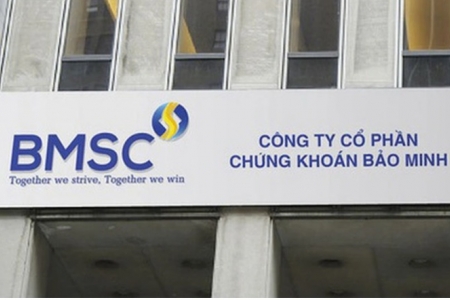 BMSC
Together we strive, Together we win
CÔNG TY CỔ PHẦN
CHỨNG KHOÁN BẢO MINH